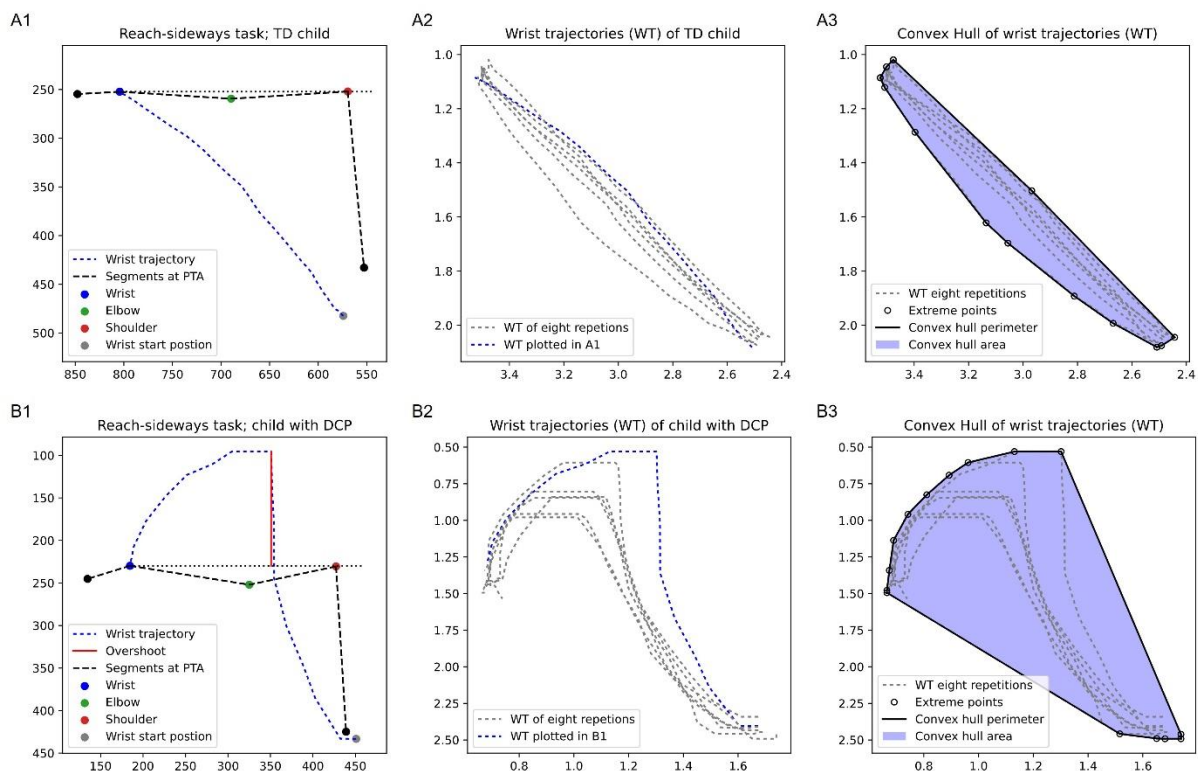 A1
Reach-sideways task; TD child
250
300
350
400
450
500
Wrist trajectory
Segments at PTA
Wrist
Elbow
Shoulder
Wrist start postion
850 800 750 700 650 600 550
A2
Wrist trajectories (WT) of TD child
1.0
1.2
1.4
1.6
1.8
2.0
WT of eight repetions
WT plotted in A1
3.4 3.2 3.0 2.8 2.6 2.4
A3
Convex Hull of wrist trajectories (WT)
1.0
1.2
1.4
1.6
1.8
2.0
WT eight repetitions
Extreme points
Convex hull perimeter
Convex hull area
3.4 3.2 3.0 2.8 2.6 2.4
B1
Reach-sideways task; child with DCP
100
150
200
250
300
350
400
450
Wrist trajectory
Overshoot
Segments at PTA
Wrist
Elbow
Shoulder
Wrist start postion
150 200 250 300 350 400 450
B2
Wrist trajectories (WT) of child with DCP
0.50
0.75
1.00
1.25
1.50
1.75
2.00
2.25
2.50
WT of eight repetions
WT plotted in B1
0.8 1.0 1.2 1.4 1.6
B3
Convex Hull of wrist trajectories (WT)
0.50
0.75
1.00
1.25
1.50
1.75
2.00
2.25
2.50
WT eight repetitions
Extreme points
Convex hull perimeter
Convex hull area
0.8 1.0 1.2 1.4 1.6